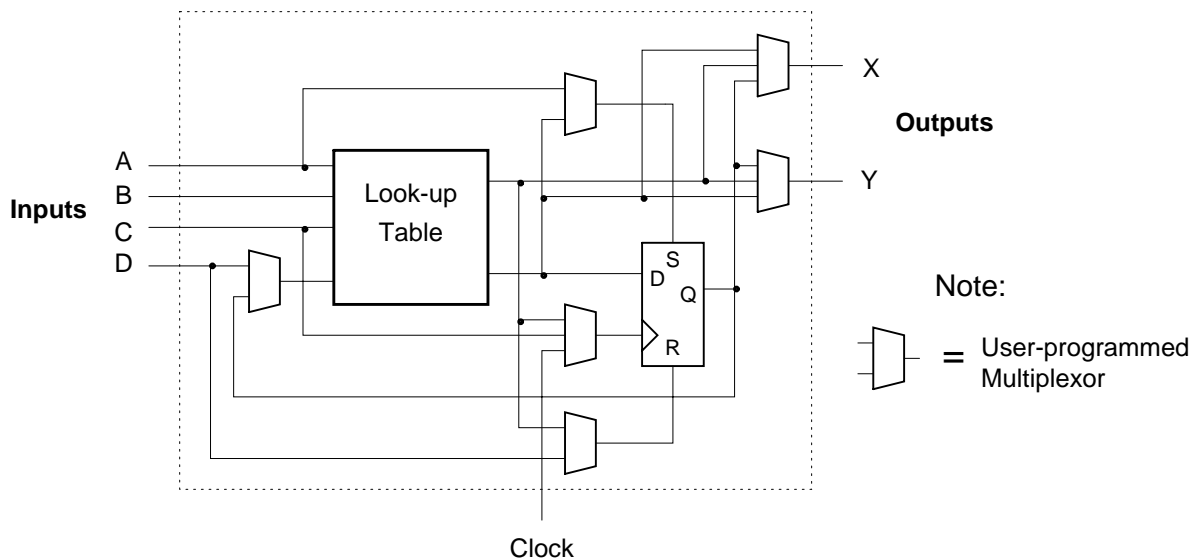 X
Outputs
A
Look-up
Y
B
Inputs
Table
C
D
S
D
Q
Note:
R
= User-programmed
Multiplexor
Clock